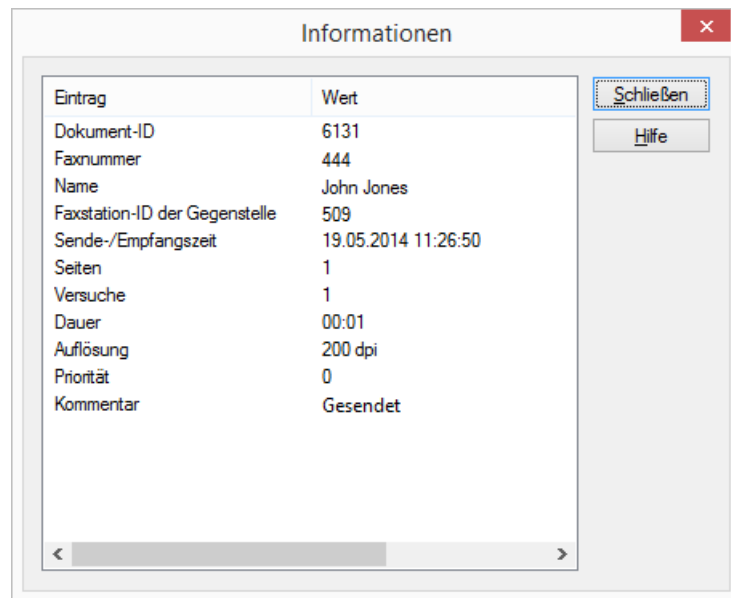 Informationen
Eintrag Wert
Dokument-ID 6131
Faxnummer 444
Name John Jones
Faxstation-ID der Gegenstelle 509
Sende-/Empfangszeit 19.05.2014 11:26:50
Seiten 1
Versuche 1
Dauer 00:01
Auflösung 200 dpi
Priorität 0
Kommentar Gesendet
Schließen
Hilfe